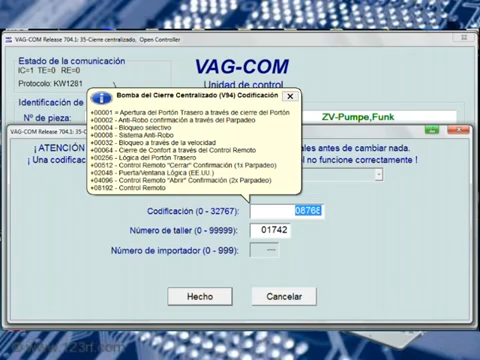 VAG-COM Release 704.1: 35-Cierre centralizado, Open Controller
Estado de la comunicación
IC=1 TE=0 RE=0
Protocolo: KW1281
VAG-COM
Unidad de control
Identificación de
Nº de pieza:
ZV-Pumpe,Funk
Bomba del Cierre Centralizado (V94) Codificación
+00001 = Apertura del Portón Trasero a través de cierre del Portón
+00002 - Anti-Robo confirmación a través del Parpadeo
+00004 - Bloqueo selectivo
+00008 - Sistema Anti-Robo
+00032 - Bloqueo a través de la velocidad
+00064 - Cierre de Confort a través del Control Remoto
+00256 - Lógica del Portón Trasero
+00512 - Control Remoto "Cerrar" Confirmación (1x Parpadeo)
+02048 - Puerta/Ventana Lógica (EE.UU.)
+04096 - Control Remoto "Abrir" Confirmación (2x Parpadeo)
+08192 - Control Remoto
VAG-COM Release 704.1: 35-C
¡ ATENCIÓN
ales antes de cambiar nada.
¡ Una codificac
ol no funcione correctamente !
Codificación (0 - 32767):
08768
Número de taller (0 - 99999):
01742
Número de importador (0 - 999):
---
Hecho
Cancelar